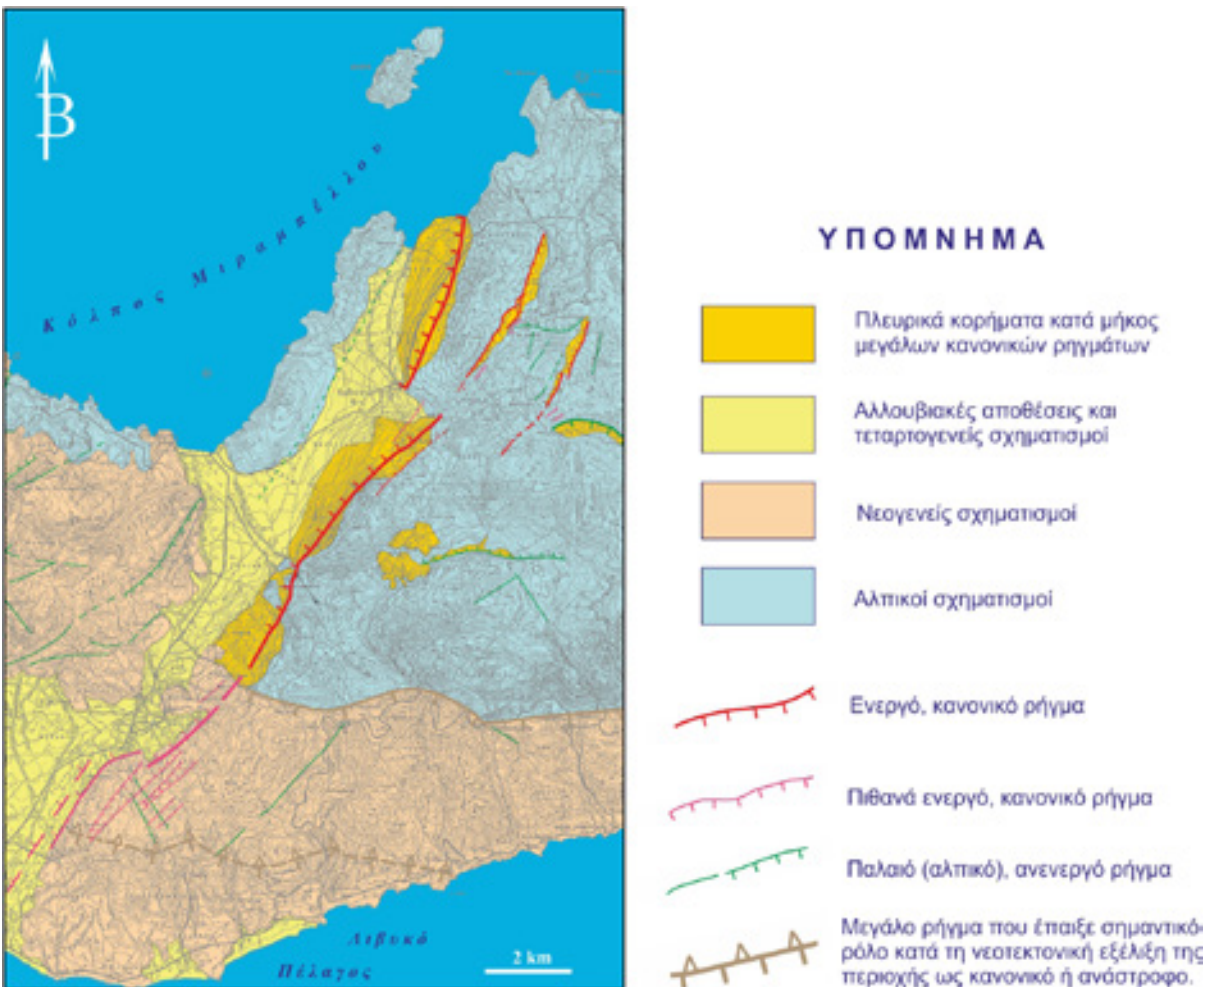 Β
Κόλπος Μιραμπέλλου
Λιβυκό
Πέλαγος
2 km
ΥΠΟΜΝΗΜΑ
Πλευρικά κορήματα κατά μήκος
μεγάλων κανονικών ρηγμάτων
Αλλουβιακές αποθέσεις και
τεταρτογενείς σχηματισμοί
Νεογενείς σχηματισμοί
Αλπικοί σχηματισμοί
Ενεργό, κανονικό ρήγμα
Πιθανά ενεργό, κανονικό ρήγμα
Παλαιό (αλπικό), ανενεργό ρήγμα
Μεγάλο ρήγμα που έπαιξε σημαντικό
ρόλο κατά τη νεοτεκτονική εξέλιξη της
περιοχής ως κανονικό ή ανάστροφο.